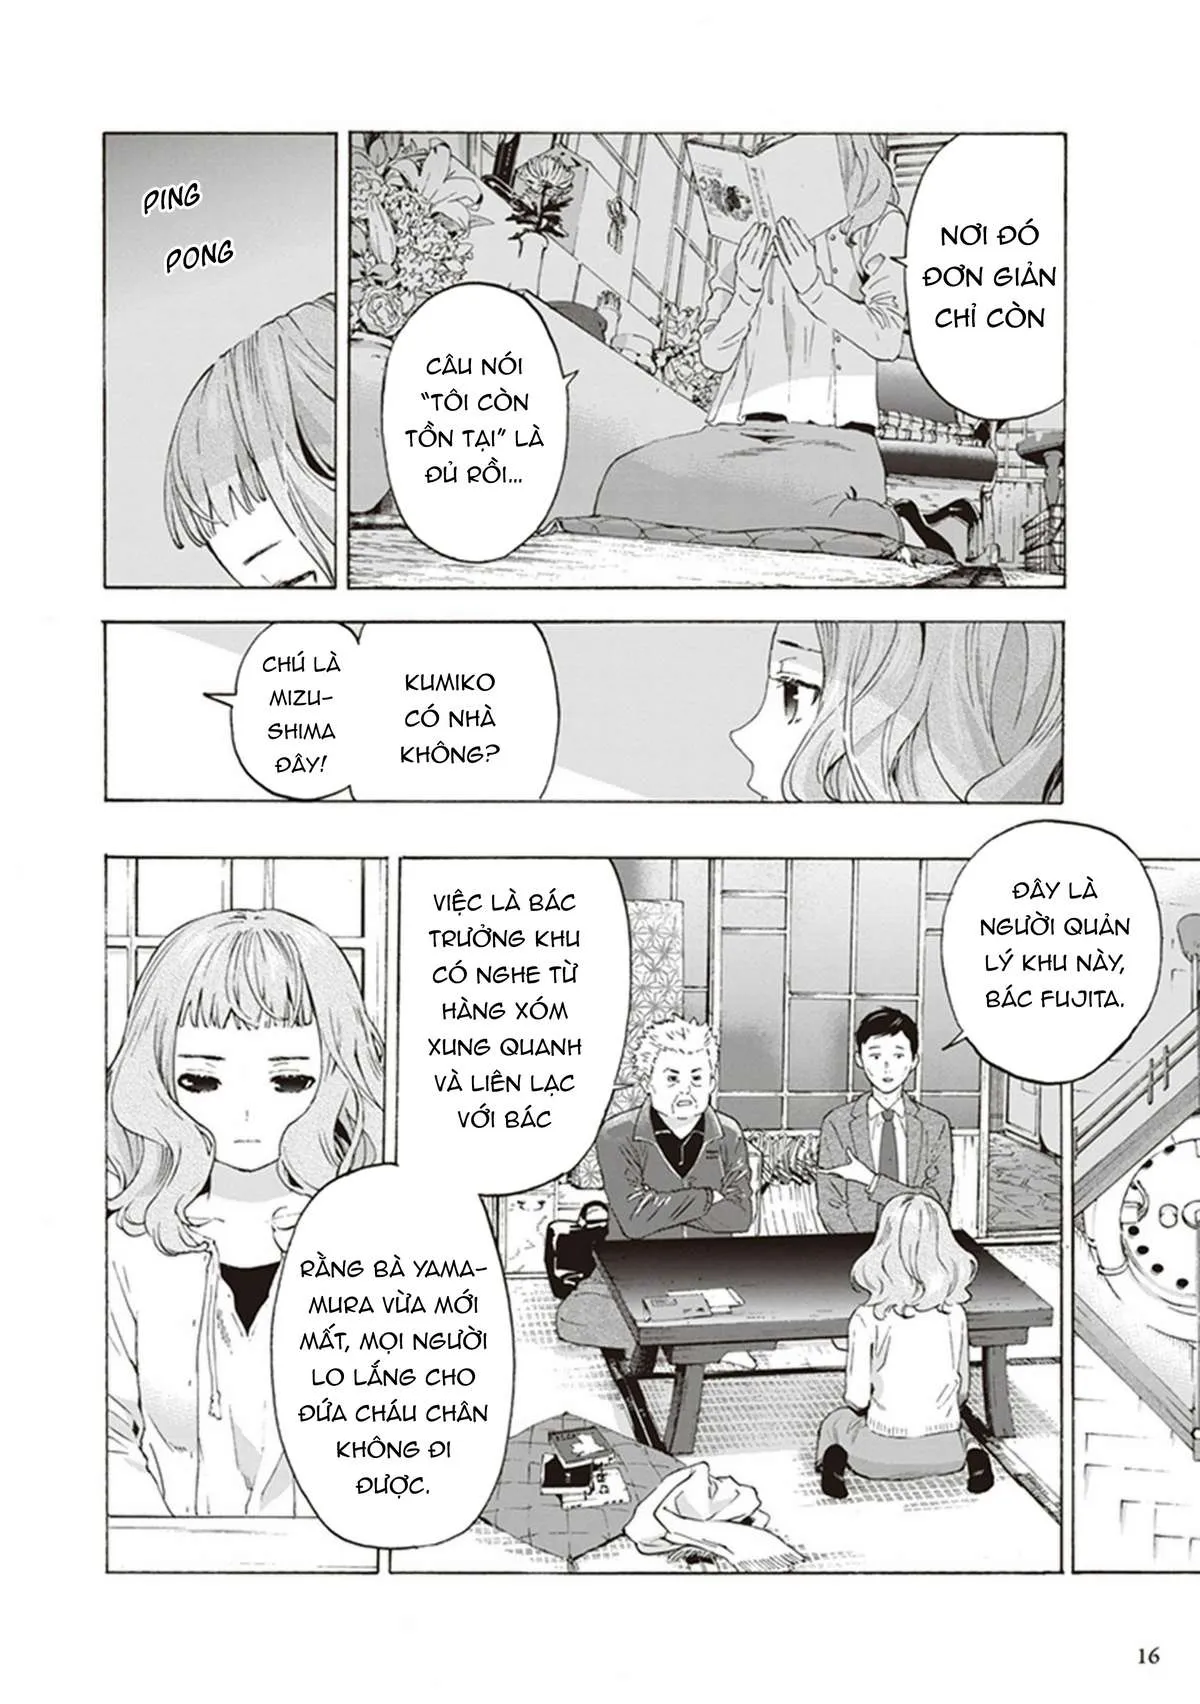 NƠI ĐÓ
ĐƠN GIẢN
CHỈ CÒN
CÂU NÓI
“TÔI CÒN
TỒN TẠI” LÀ
ĐỦ RỒI...
PING
PONG
KUMIKO
CÓ NHÀ
KHÔNG?
CHÚ LÀ
MIZU-
SHIMA
ĐÂY!
ĐÂY LÀ
NGƯỜI QUẢN
LÝ KHU NÀY,
BÁC FUJITA.
VIỆC LÀ BÁC
TRƯỞNG KHU
CÓ NGHE TỪ
HÀNG XÓM
XUNG QUANH
VÀ LIÊN LẠC
VỚI BÁC
RẰNG BÀ YAMA-
MURA VỪA MỚI
MẤT, MỌI NGƯỜI
LO LẮNG CHO
ĐỨA CHÁU CHÂN
KHÔNG ĐI
ĐƯỢC.
16